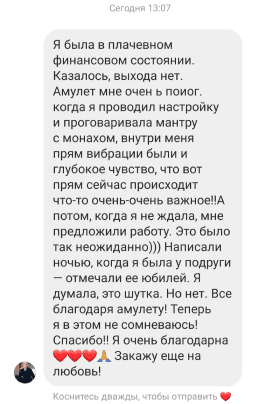 Сегодня 13:07
Я была в плачевном
финансовом состоянии.
Казалось, выхода нет.
Амулет мне очен ь поиог.
когда я проводил настройку
и проговаривала мантру
с монахом, внутри меня
прям вибрации были и
глубокое чувство, что вот
прям сейчас происходит
что-то очень-очень важное!!А
потом, когда я не ждала, мне
предложили работу. Это было
так неожиданно))) Написали
ночью, когда я была у подруги
— отмечали ее юбилей. Я
думала, это шутка. Но нет. Все
благодаря амулету! Теперь
я в этом не сомневаюсь!
Спасибо!! Я очень благодарна
❤️❤️❤️🙏 Закажу еще на
любовь!
Коснитесь дважды, чтобы отправить ❤️